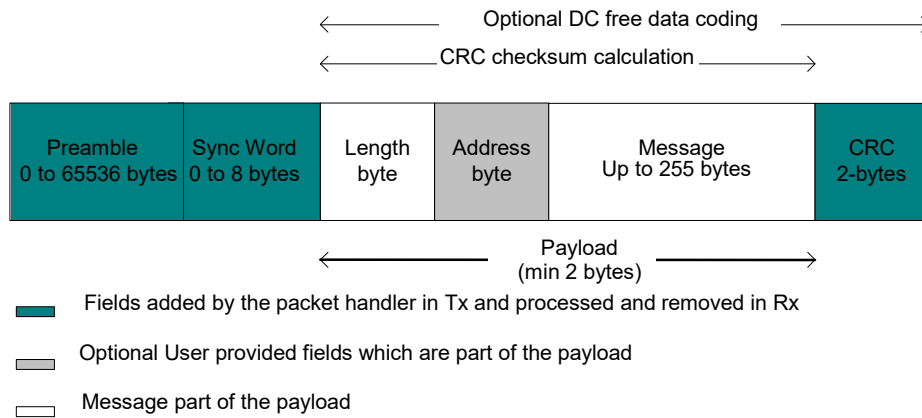 Optional DC free data coding
CRC checksum calculation
Preamble
0 to 65536 bytes
Sync Word
0 to 8 bytes
Length
byte
Address
byte
Message
Up to 255 bytes
CRC
2-bytes
Payload
(min 2 bytes)
Fields added by the packet handler in Tx and processed and removed in Rx
Optional User provided fields which are part of the payload
Message part of the payload